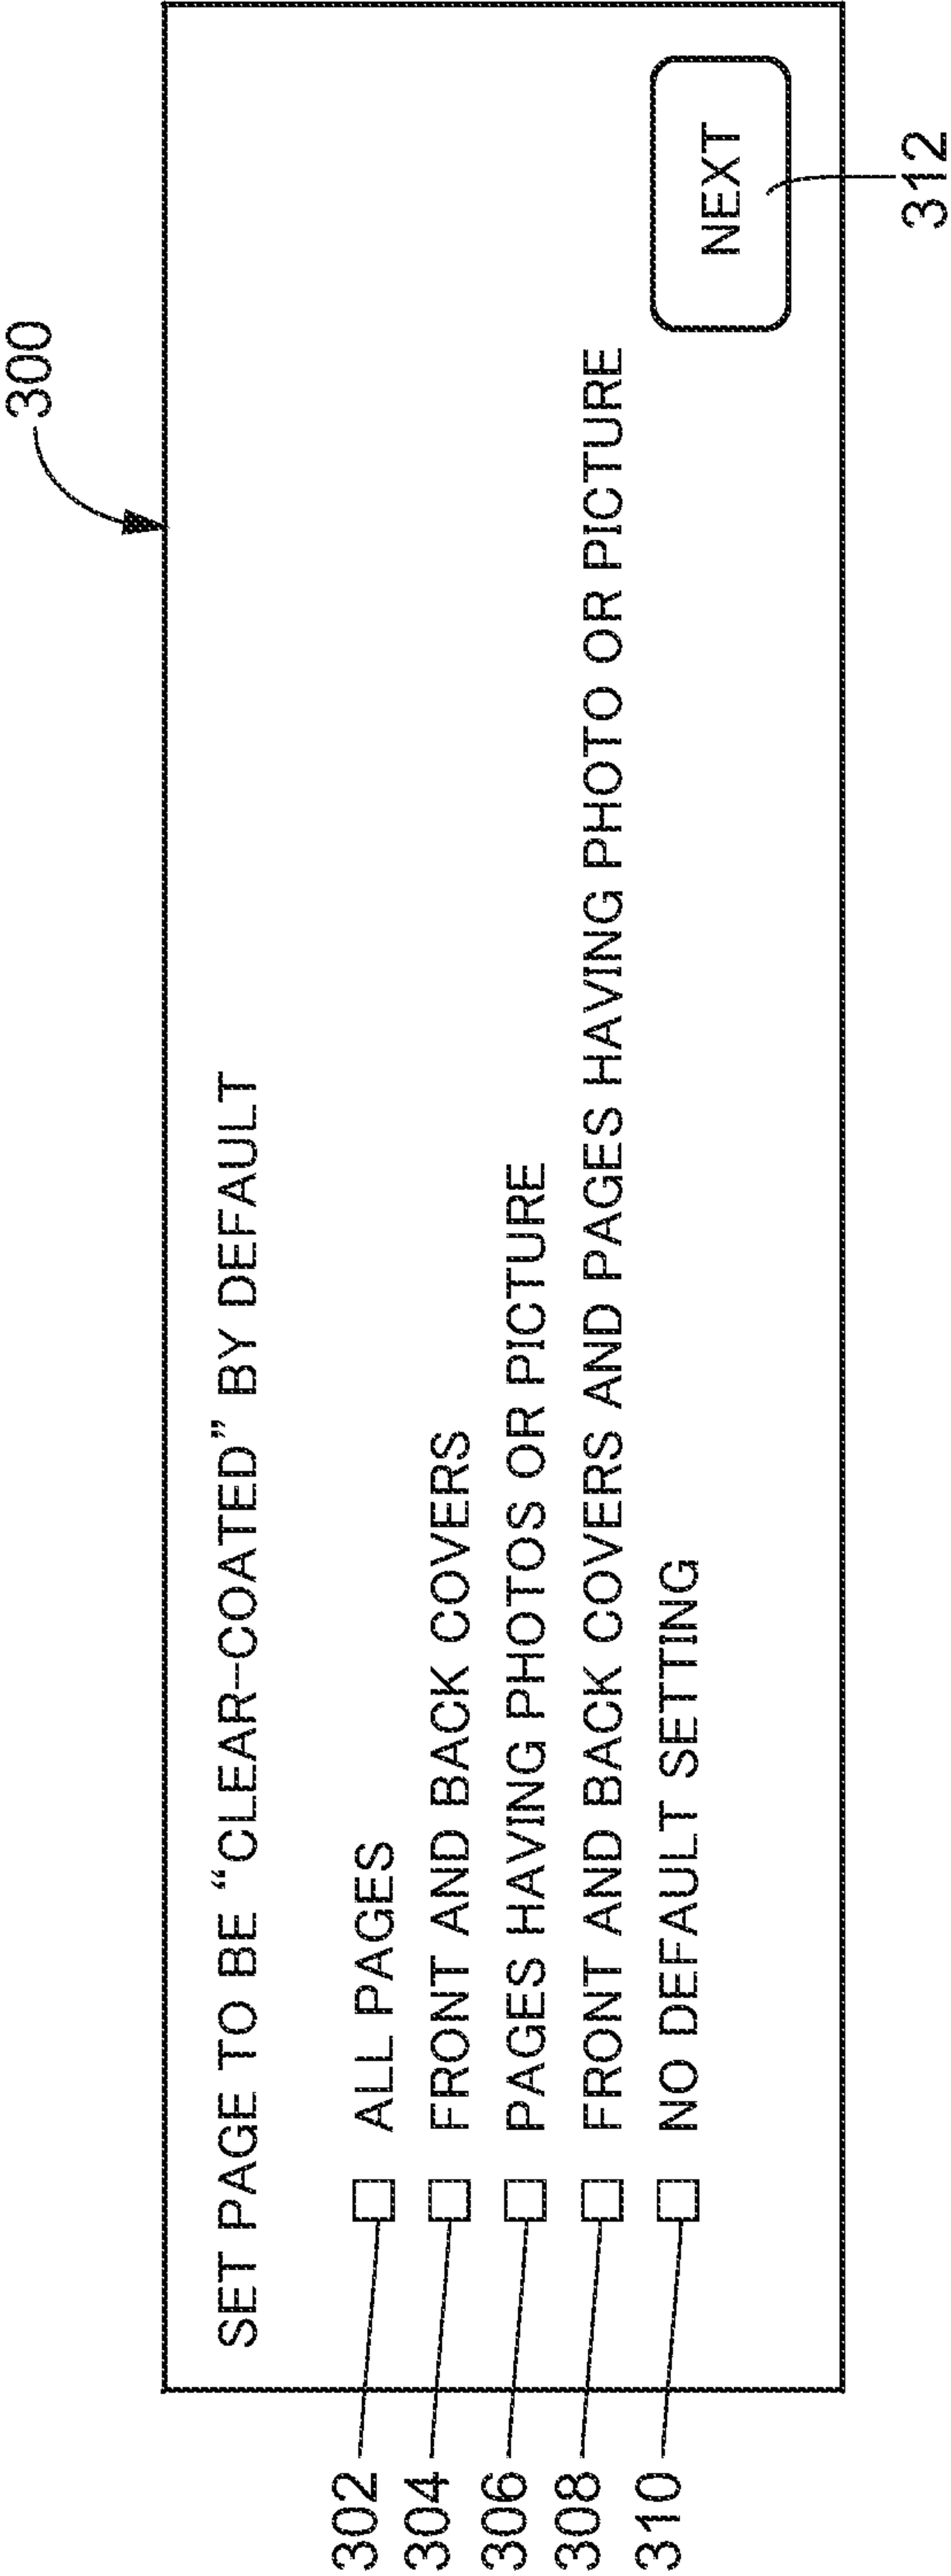 300
SET PAGE TO BE “CLEAR-COATED” BY DEFAULT
302 ALL PAGES
304 FRONT AND BACK COVERS
306 PAGES HAVING PHOTOS OR PICTURE
308 FRONT AND BACK COVERS AND PAGES HAVING PHOTO OR PICTURE
310 NO DEFAULT SETTING
NEXT
312